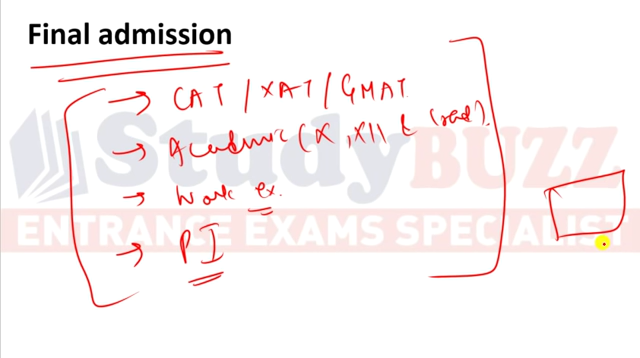 Final admission
→ CAT / XAT / GMAT
→ Academic (X, XII & Grad).
→ Work ex.
→ PI
StudyBUZZ
ENTRANCE EXAMS SPECIALIST